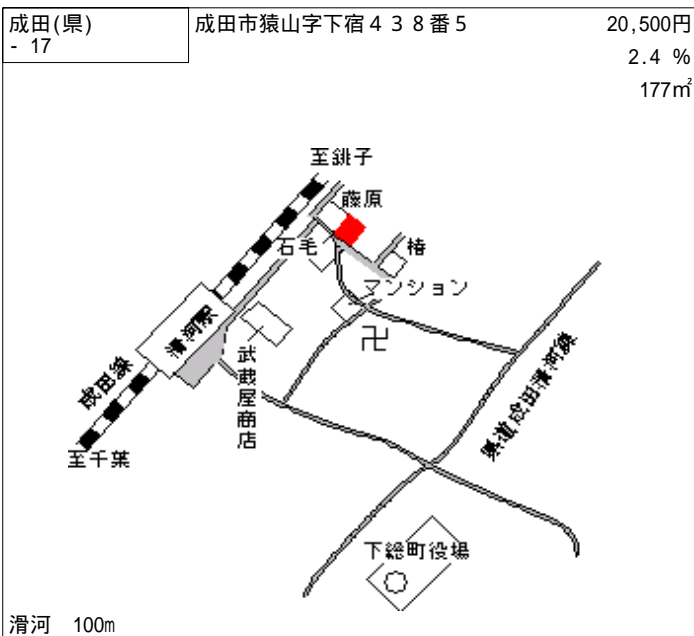 成田(県)
- 17
成田市猿山字下宿４３８番５
20,500円
2.4 %
177㎡
至銚子
藤原
石毛
椿
マンション
滑河駅
卍
武蔵屋商店
成田線
県道成田滑河線
至千葉
下総町役場
滑河 100m